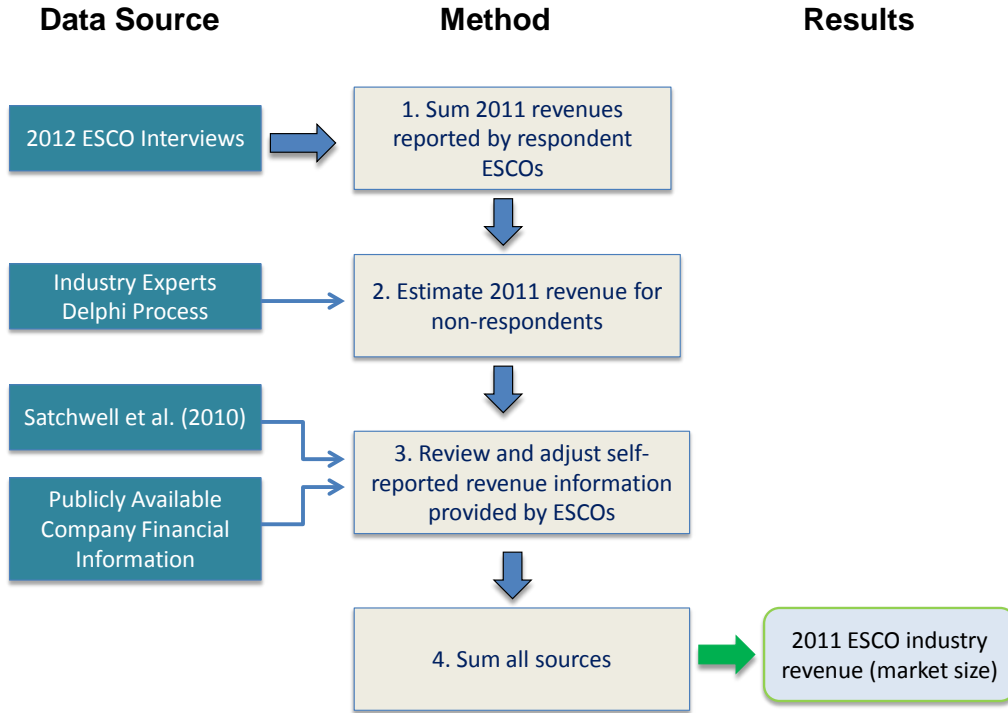 Data Source
Method
Results
2012 ESCO Interviews
1. Sum 2011 revenues
reported by respondent
ESCOs
Industry Experts
Delphi Process
2. Estimate 2011 revenue for
non-respondents
Satchwell et al. (2010)
Publicly Available
Company Financial
Information
3. Review and adjust self-
reported revenue information
provided by ESCOs
4. Sum all sources
2011 ESCO industry
revenue (market size)